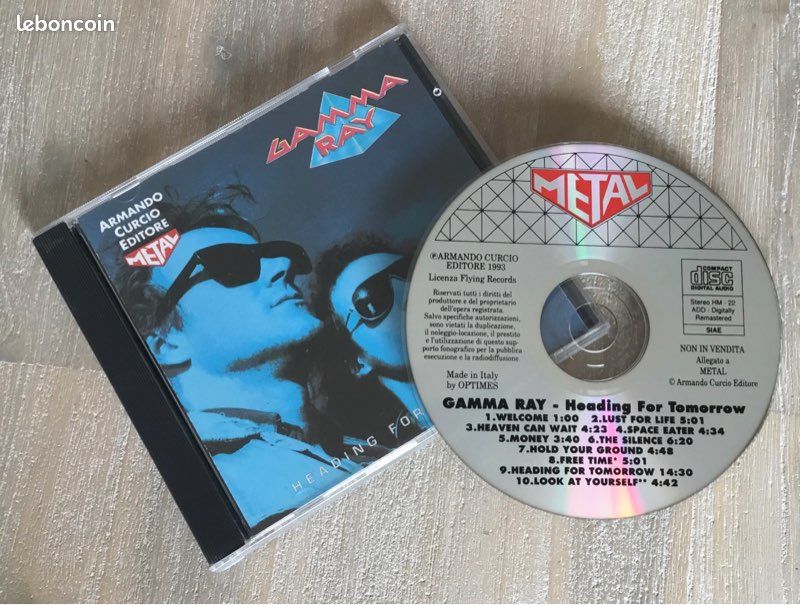 leboncoin
GAMMA
RAY
ARMANDO
CURCIO
EDITORE
METAL
HEADING FOR
METAL
℗ARMANDO CURCIO
EDITORE 1993
Licenza Flying Records
Riservati tutti i diritti del
produttore e del proprietario
dell'opera registrata.
Salvo specifiche autorizzazioni,
sono vietati la duplicazione,
il noleggio-locazione, il prestito
e l'utilizzazione di questo sup-
porto fonografico per la pubblica
esecuzione e la radiodiffusione
Made in Italy
by OPTIMES
COMPACT
disc
DIGITAL AUDIO
Stereo HM - 22
ADD - Digitally
Remastered
SIAE
NON IN VENDITA
Allegato a
METAL
© Armando Curcio Editore
GAMMA RAY - Heading For Tomorrow
1.WELCOME 1:00 2.LUST FOR LIFE 5:01
3.HEAVEN CAN WAIT 4:23 4.SPACE EATER 4:34
5.MONEY 3:40 6.THE SILENCE 6:20
7.HOLD YOUR GROUND 4:48
8.FREE TIME* 5:01
9.HEADING FOR TOMORROW 14:30
10.LOOK AT YOURSELF** 4:42